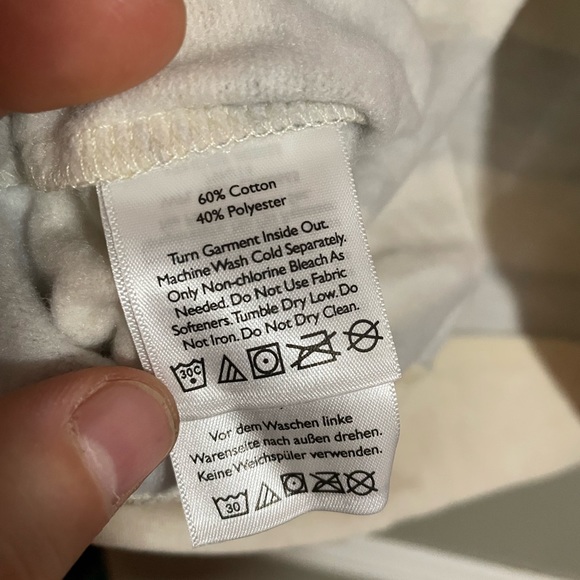 60% Cotton
40% Polyester
Turn Garment Inside Out.
Machine Wash Cold Separately.
Only Non-chlorine Bleach As
Needed. Do Not Use Fabric
Softeners. Tumble Dry Low. Do
Not Iron. Do Not Dry Clean.
30C
Vor dem Waschen linke
Warenseite nach außen drehen.
Keine Weichspüler verwenden.
30